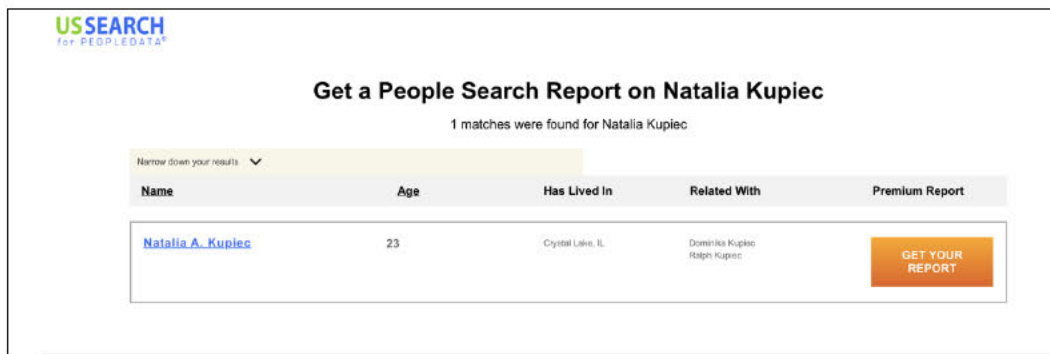 USSEARCH
for PEOPLEDATA®
Get a People Search Report on Natalia Kupiec
1 matches were found for Natalia Kupiec
Narrow down your results
Name Age Has Lived In Related With Premium Report
Natalia A. Kupiec 23 Crystal Lake, IL Dominika Kupiec
Ralph Kupiec
GET YOUR
REPORT